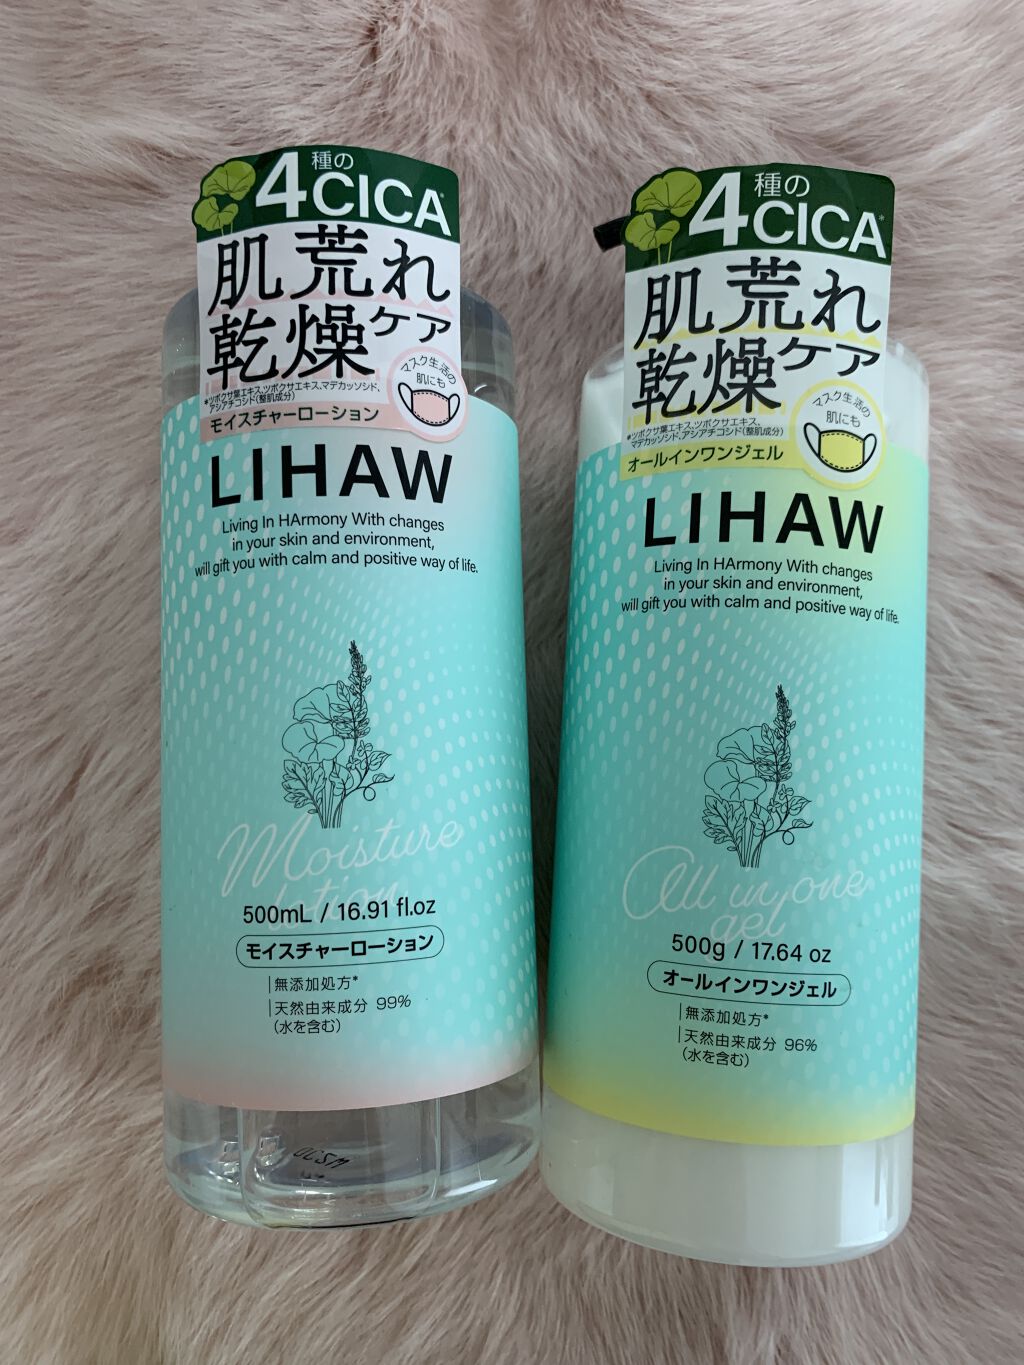 4種のCICA*
肌荒れ
乾燥ケア
*ツボクサ葉エキス、ツボクサエキス、マデカッソシド、
アシアチコシド(整肌成分)
モイスチャーローション
マスク生活の
肌にも
LIHAW
Living In HArmony With changes
in your skin and environment,
will gift you with calm and positive way of life.
Moisture
lotion
500mL / 16.91 fl.oz
モイスチャーローション
無添加処方*
天然由来成分 99%
(水を含む)
4種のCICA*
肌荒れ
乾燥ケア
*ツボクサ葉エキス、ツボクサエキス、
マデカッソシド、アシアチコシド(整肌成分)
オールインワンジェル
マスク生活の
肌にも
LIHAW
Living In HArmony With changes
in your skin and environment,
will gift you with calm and positive way of life.
All in one
gel
500g / 17.64 oz
オールインワンジェル
無添加処方*
天然由来成分 96%
(水を含む)